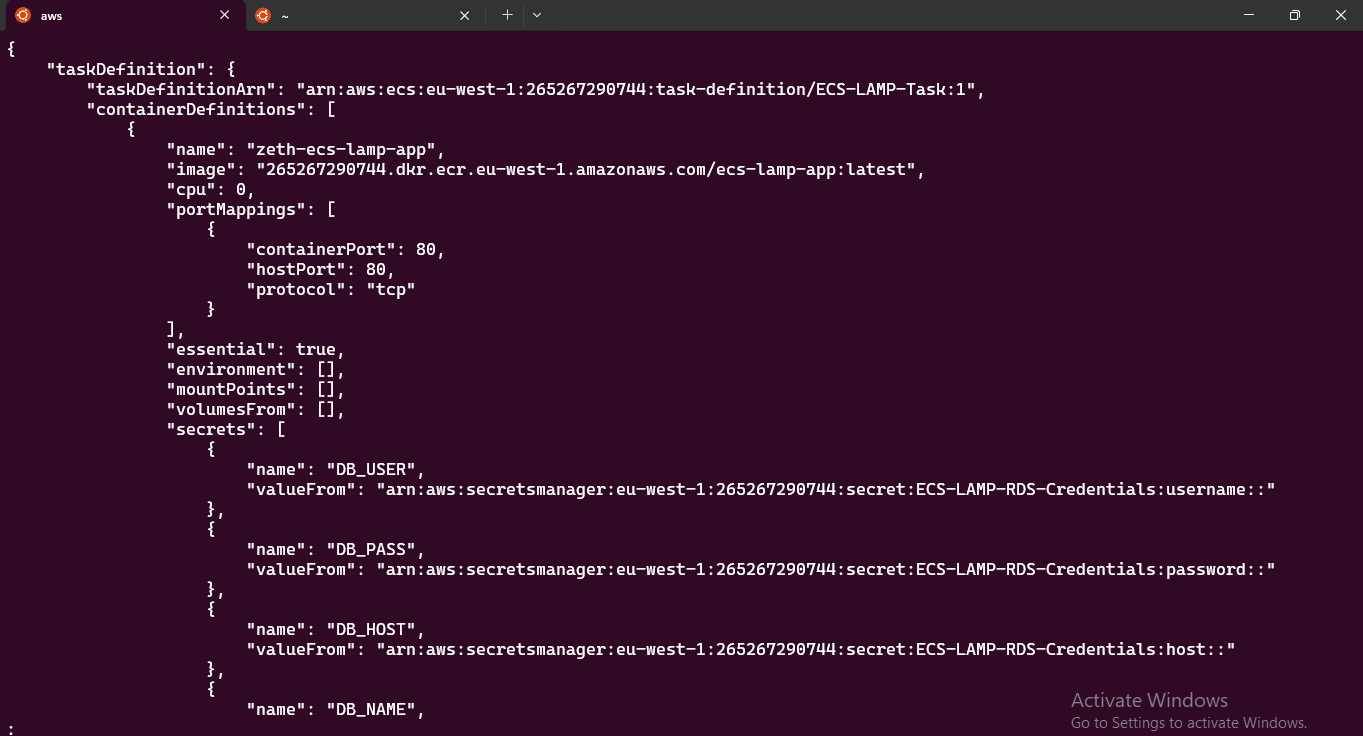 aws
~
{
    "taskDefinition": {
        "taskDefinitionArn": "arn:aws:ecs:eu-west-1:265267290744:task-definition/ECS-LAMP-Task:1",
        "containerDefinitions": [
            {
                "name": "zeth-ecs-lamp-app",
                "image": "265267290744.dkr.ecr.eu-west-1.amazonaws.com/ecs-lamp-app:latest",
                "cpu": 0,
                "portMappings": [
                    {
                        "containerPort": 80,
                        "hostPort": 80,
                        "protocol": "tcp"
                    }
                ],
                "essential": true,
                "environment": [],
                "mountPoints": [],
                "volumesFrom": [],
                "secrets": [
                    {
                        "name": "DB_USER",
                        "valueFrom": "arn:aws:secretsmanager:eu-west-1:265267290744:secret:ECS-LAMP-RDS-Credentials:username::"
                    },
                    {
                        "name": "DB_PASS",
                        "valueFrom": "arn:aws:secretsmanager:eu-west-1:265267290744:secret:ECS-LAMP-RDS-Credentials:password::"
                    },
                    {
                        "name": "DB_HOST",
                        "valueFrom": "arn:aws:secretsmanager:eu-west-1:265267290744:secret:ECS-LAMP-RDS-Credentials:host::"
                    },
                    {
                        "name": "DB_NAME",
:
Activate Windows
Go to Settings to activate Windows.